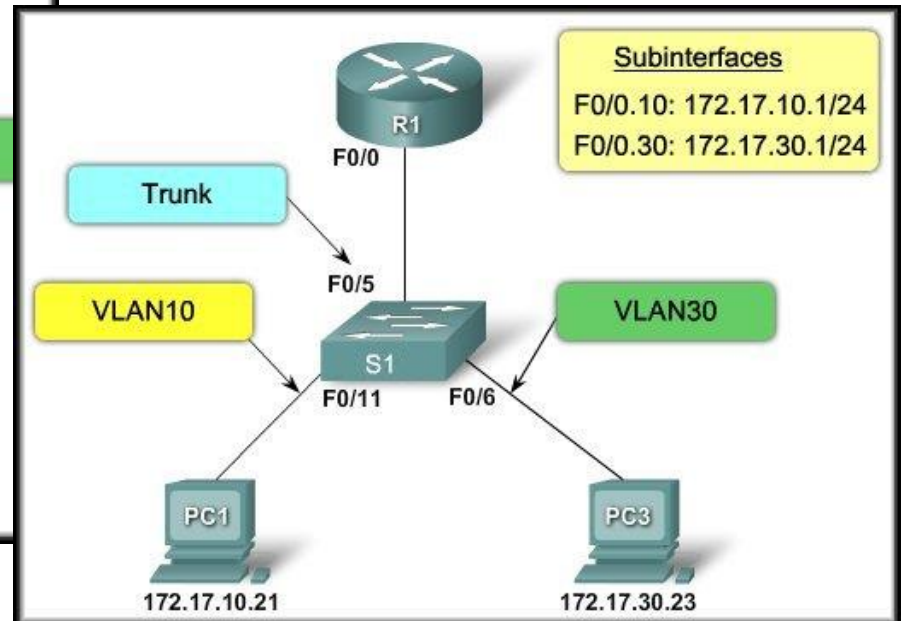 Subinterfaces
F0/0.10: 172.17.10.1/24
F0/0.30: 172.17.30.1/24
R1
F0/0
Trunk
F0/5
VLAN10
VLAN30
S1
F0/11
F0/6
PC1
PC3
172.17.10.21
172.17.30.23